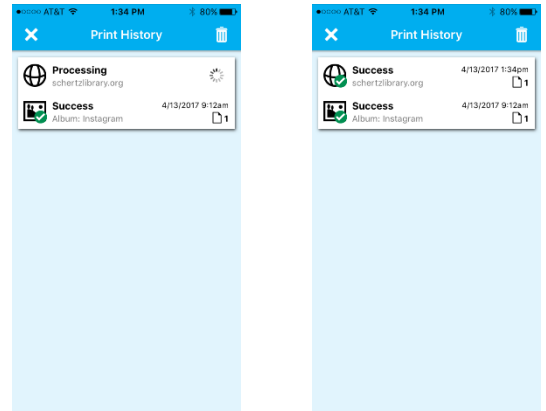 AT&T 1:34 PM 80%
Print History
Processing
schertzlibrary.org
Success 4/13/2017 9:12am
Album: Instagram 1
AT&T 1:34 PM 80%
Print History
Success 4/13/2017 1:34pm
schertzlibrary.org 1
Success 4/13/2017 9:12am
Album: Instagram 1